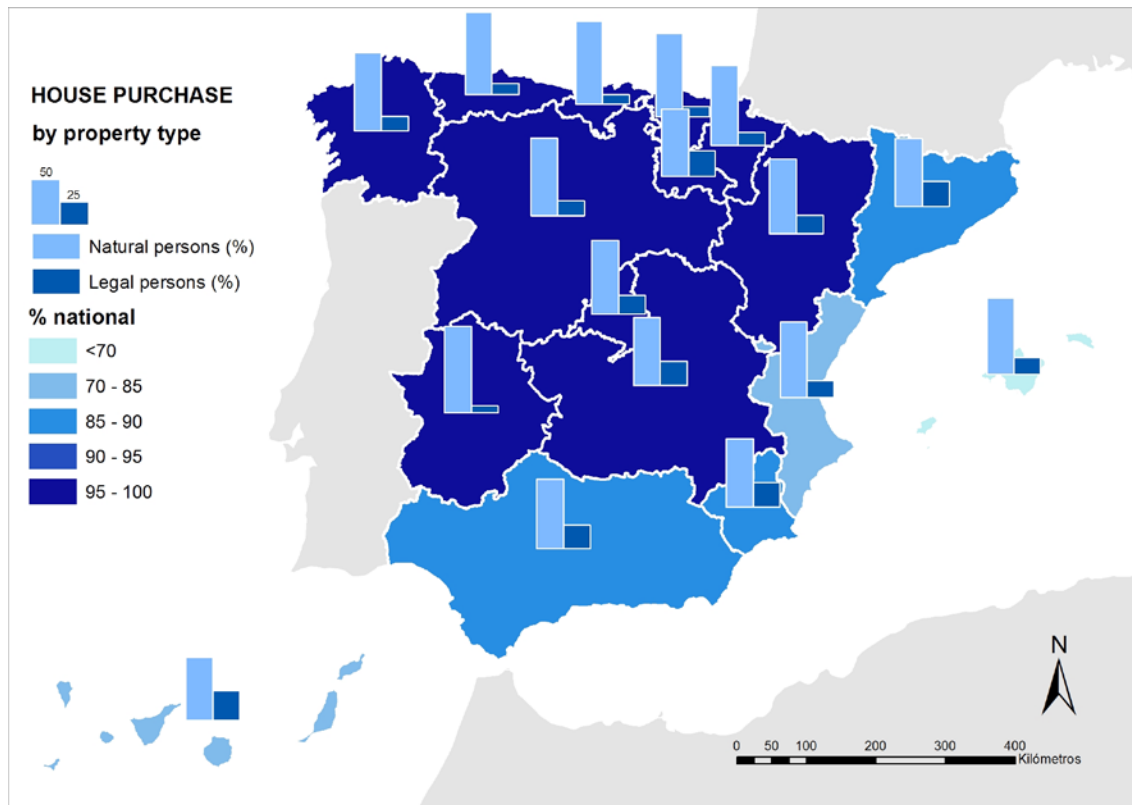 HOUSE PURCHASE
by property type
50
25
Natural persons (%)
Legal persons (%)
% national
<70
70 - 85
85 - 90
90 - 95
95 - 100
N
0 50 100 200 300 400
Kilómetros